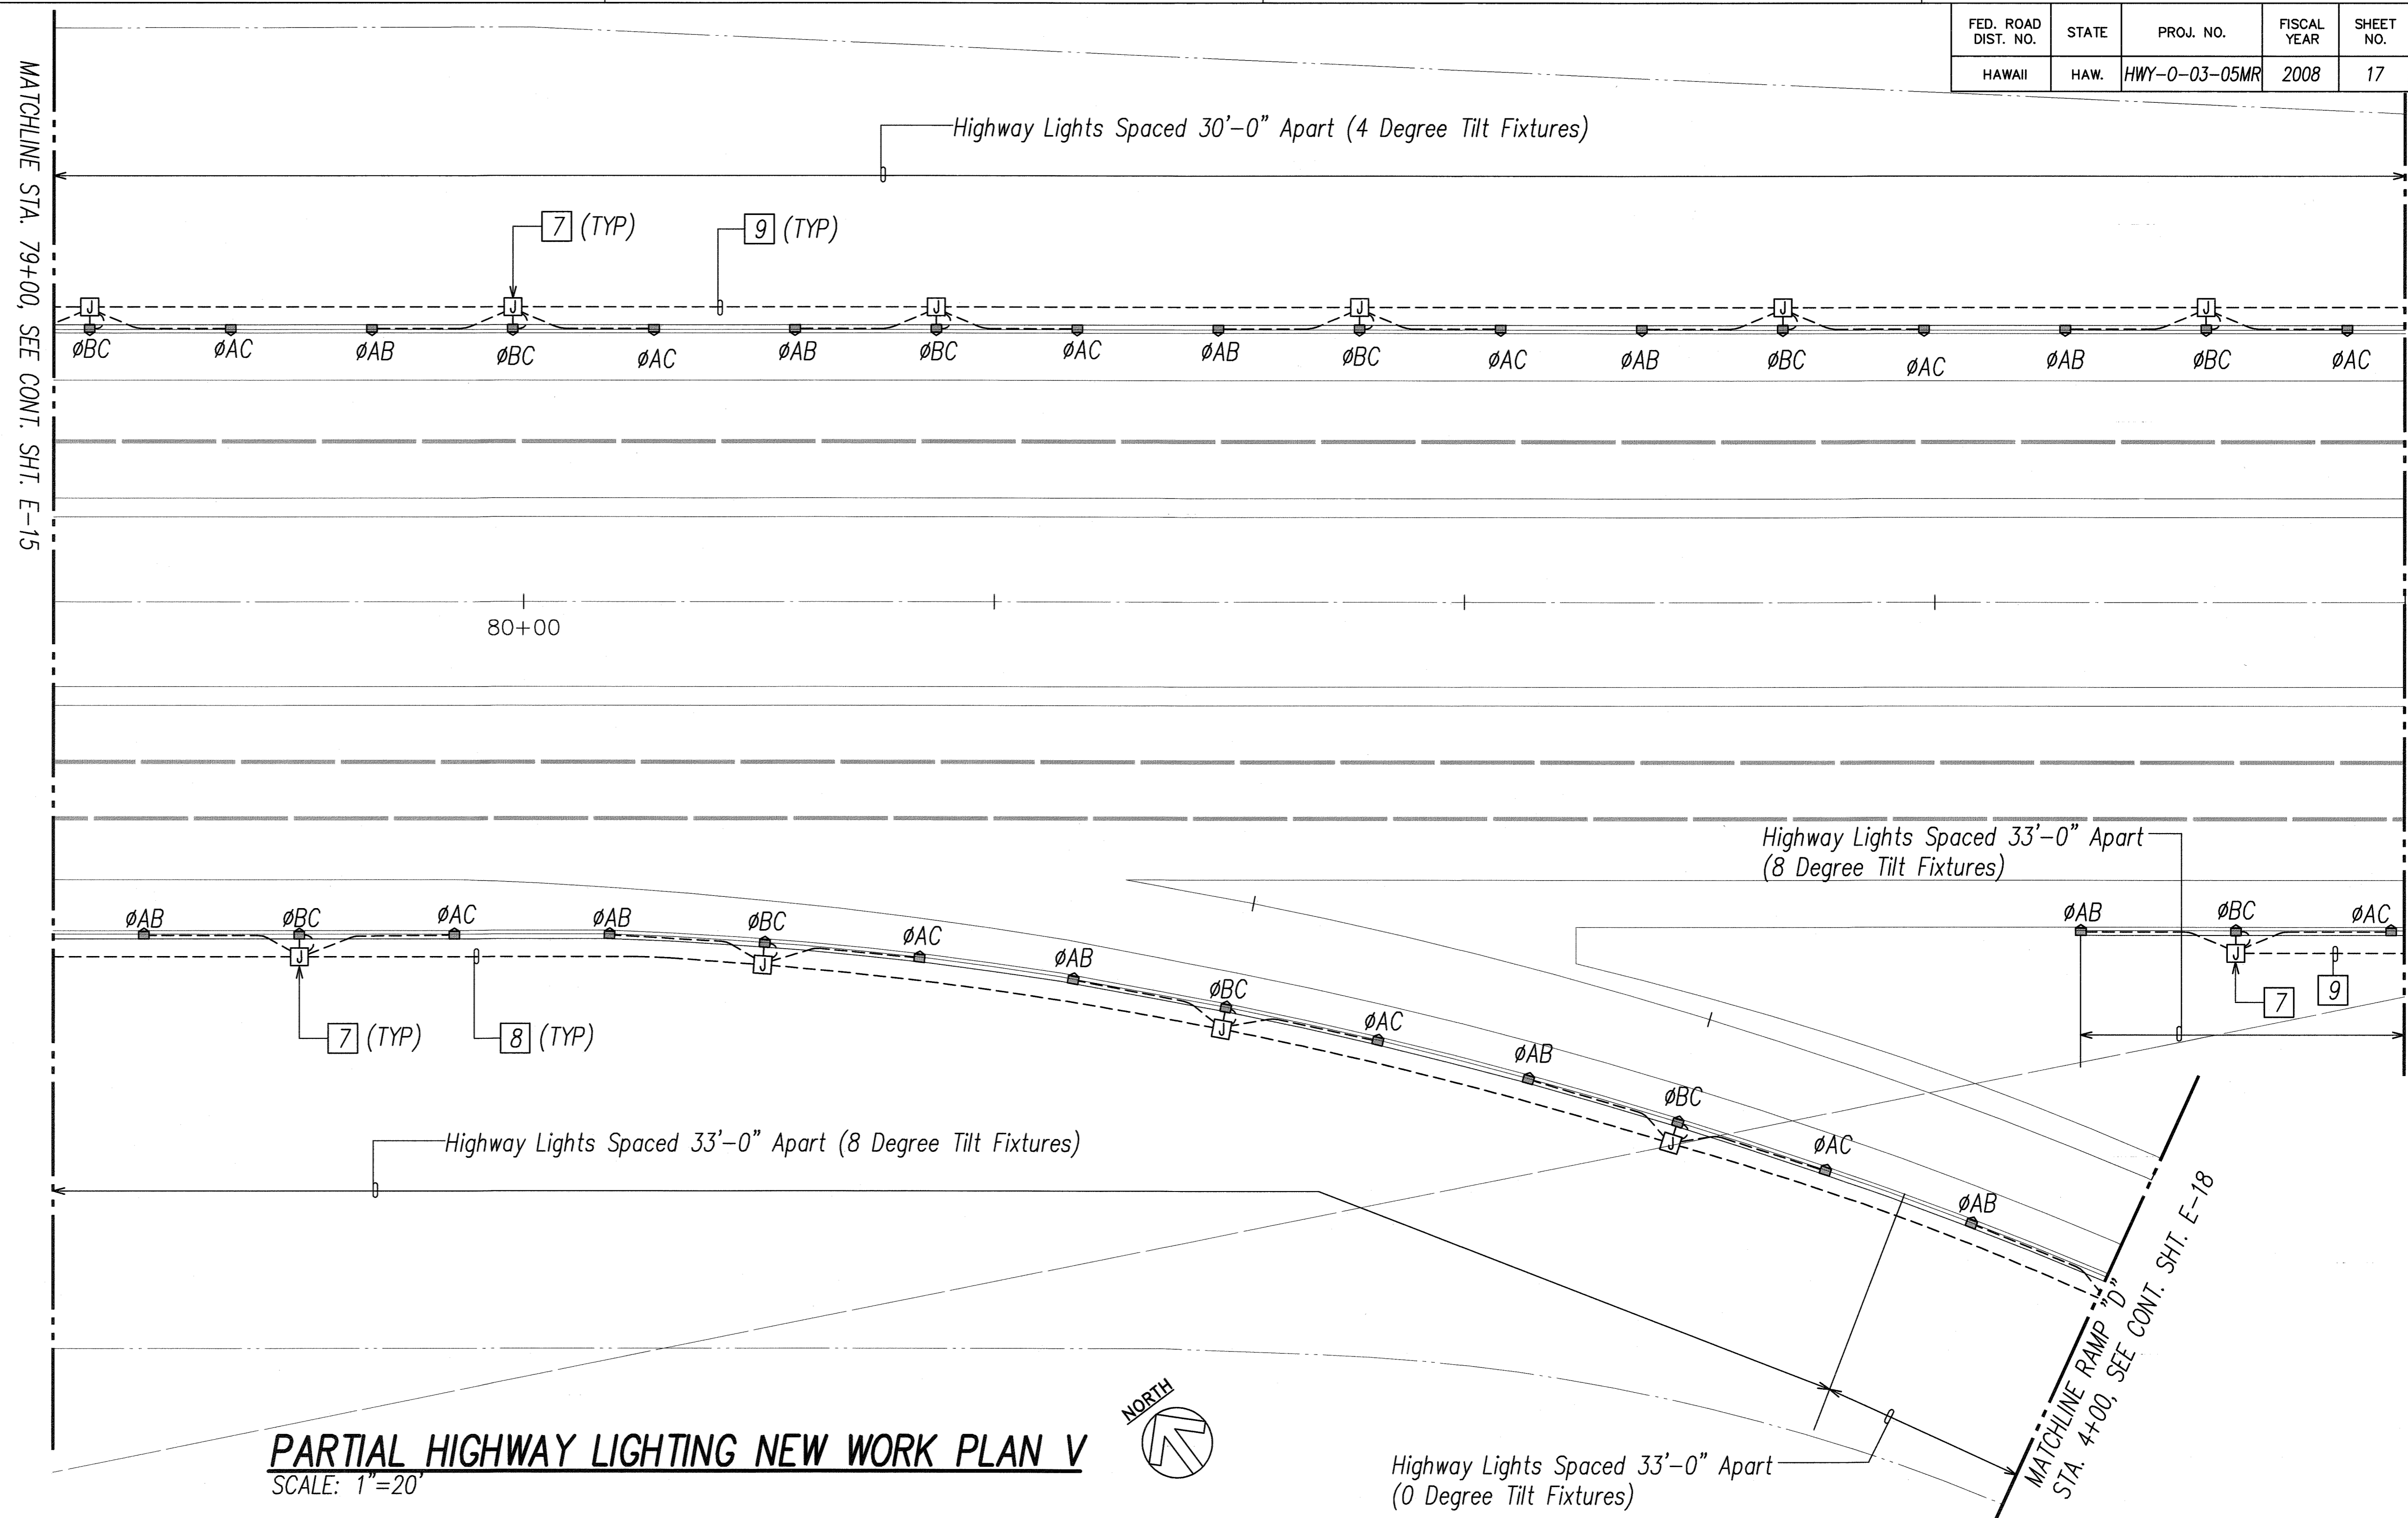 FED. ROAD DIST. NO. STATE PROJ. NO. FISCAL YEAR SHEET NO.
HAWAII HAW. HWY-O-03-05MR 2008 17
MATCHLINE STA. 79+00, SEE CONT. SHT. E-15
Highway Lights Spaced 30'-0" Apart (4 Degree Tilt Fixtures)
7 (TYP) 9 (TYP)
J J J J J J
ØBC ØAC ØAB ØBC ØAC ØAB ØBC ØAC ØAB ØBC ØAC ØAB ØBC ØAC ØAB ØBC ØAC
80+00
Highway Lights Spaced 33'-0" Apart
(8 Degree Tilt Fixtures)
ØAB ØBC ØAC ØAB ØBC ØAC ØAB ØBC ØAC ØAB ØBC ØAC ØAB
J J J J
ØAB ØBC ØAC
J
7 9
7 (TYP) 8 (TYP)
Highway Lights Spaced 33'-0" Apart (8 Degree Tilt Fixtures)
MATCHLINE RAMP "D"
STA. 4+00, SEE CONT. SHT. E-18
NORTH
PARTIAL HIGHWAY LIGHTING NEW WORK PLAN V
SCALE: 1"=20'
Highway Lights Spaced 33'-0" Apart
(0 Degree Tilt Fixtures)